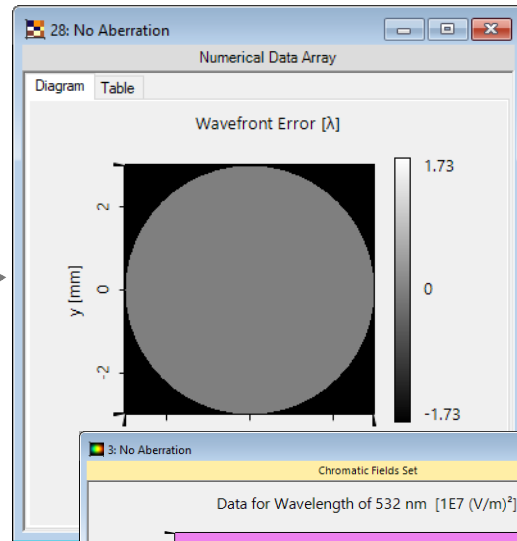 28: No Aberration
Numerical Data Array
Diagram Table
Wavefront Error [λ]
1.73
2
y [mm]
0
0
-2
-1.73
3: No Aberration
Chromatic Fields Set
Data for Wavelength of 532 nm [1E7 (V/m)²]